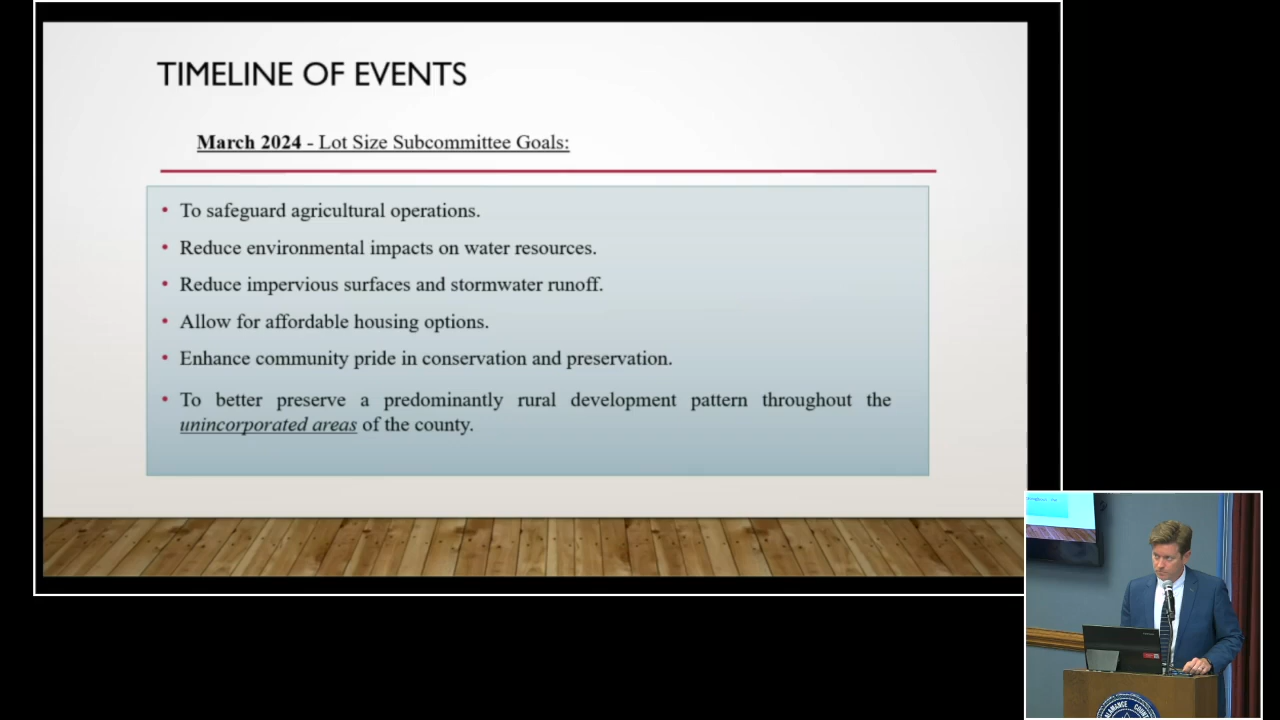 TIMELINE OF EVENTS
March 2024 - Lot Size Subcommittee Goals:
• To safeguard agricultural operations.
• Reduce environmental impacts on water resources.
• Reduce impervious surfaces and stormwater runoff.
• Allow for affordable housing options.
• Enhance community pride in conservation and preservation.
• To better preserve a predominantly rural development pattern throughout the
unincorporated areas of the county.
ALAMANCE COUNTY